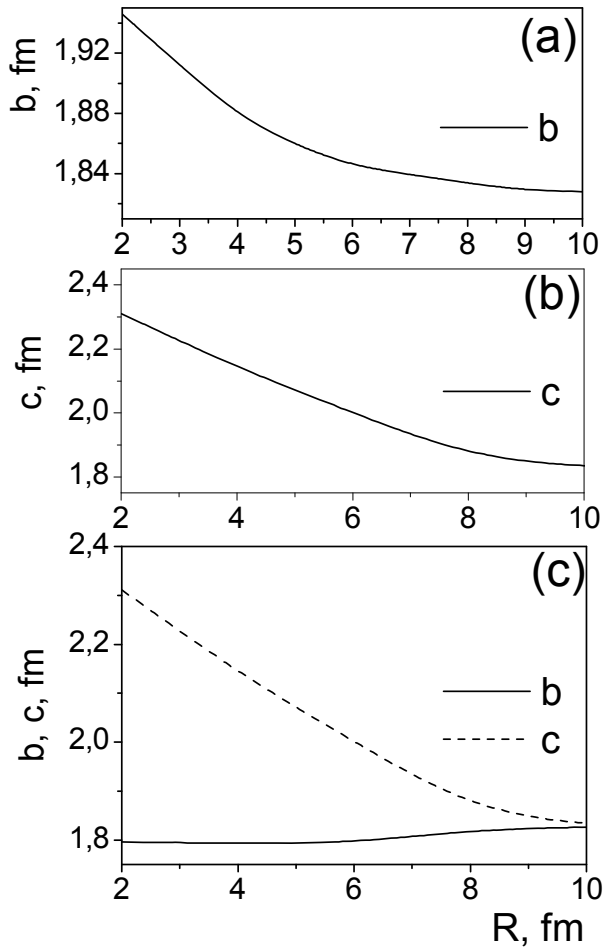 (a)
b, fm
1,92
1,88
1,84
b
2 3 4 5 6 7 8 9 10
(b)
c, fm
2,4
2,2
2,0
1,8
c
2 4 6 8 10
(c)
b, c, fm
2,4
2,2
2,0
1,8
b
c
2 4 6 8 10
R, fm